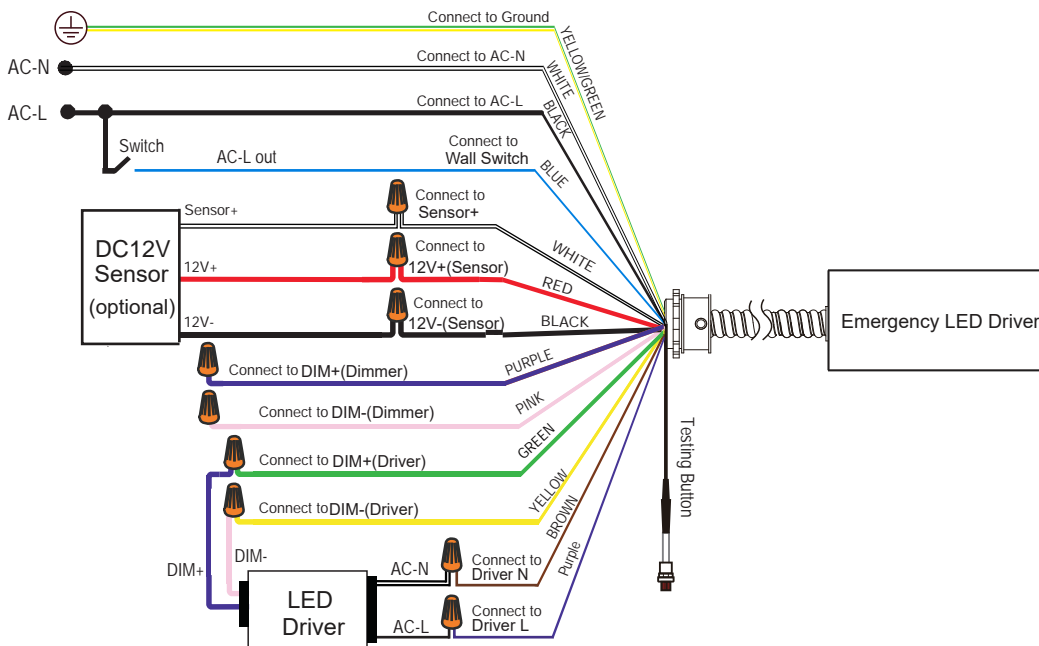 Connect to Ground
YELLOW/GREEN
AC-N
Connect to AC-N
WHITE
AC-L
Connect to AC-L
BLACK
Switch
AC-L out
Connect to
Wall Switch
BLUE
DC12V
Sensor
(optional)
Sensor+
Connect to
Sensor+
WHITE
12V+
Connect to
12V+(Sensor)
RED
12V-
Connect to
12V-(Sensor)
BLACK
Emergency LED Driver
Connect to DIM+(Dimmer)
PURPLE
Connect to DIM-(Dimmer)
PINK
Connect to DIM+(Driver)
GREEN
Connect to DIM-(Driver)
YELLOW
BROWN
Purple
Testing Button
DIM+
DIM-
LED
Driver
AC-N
Connect to
Driver N
AC-L
Connect to
Driver L